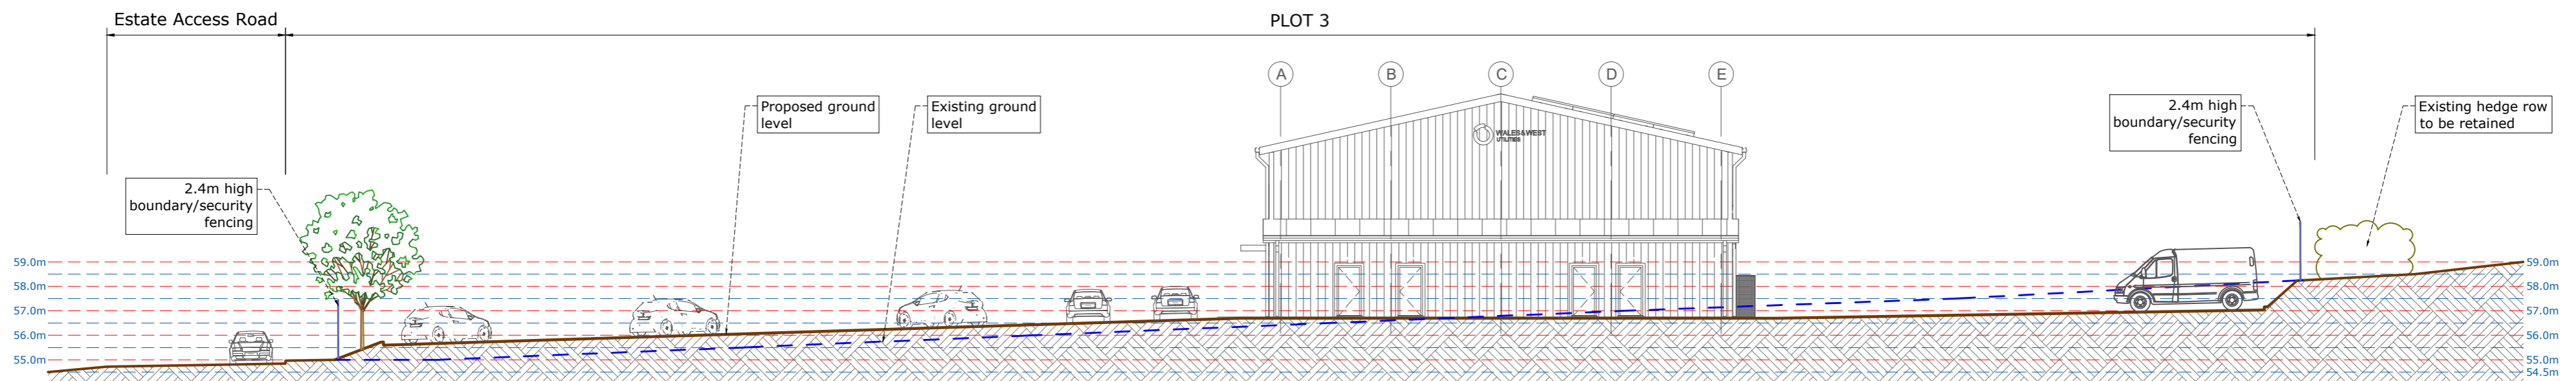 Estate Access Road
PLOT 3
A
B
C
D
E
Proposed ground
level
Existing ground
level
2.4m high
boundary/security
fencing
Existing hedge row
to be retained
WALES&WEST
UTILITIES
2.4m high
boundary/security
fencing
59.0m
59.0m
58.0m
58.0m
57.0m
57.0m
56.0m
56.0m
55.0m
55.0m
54.5m